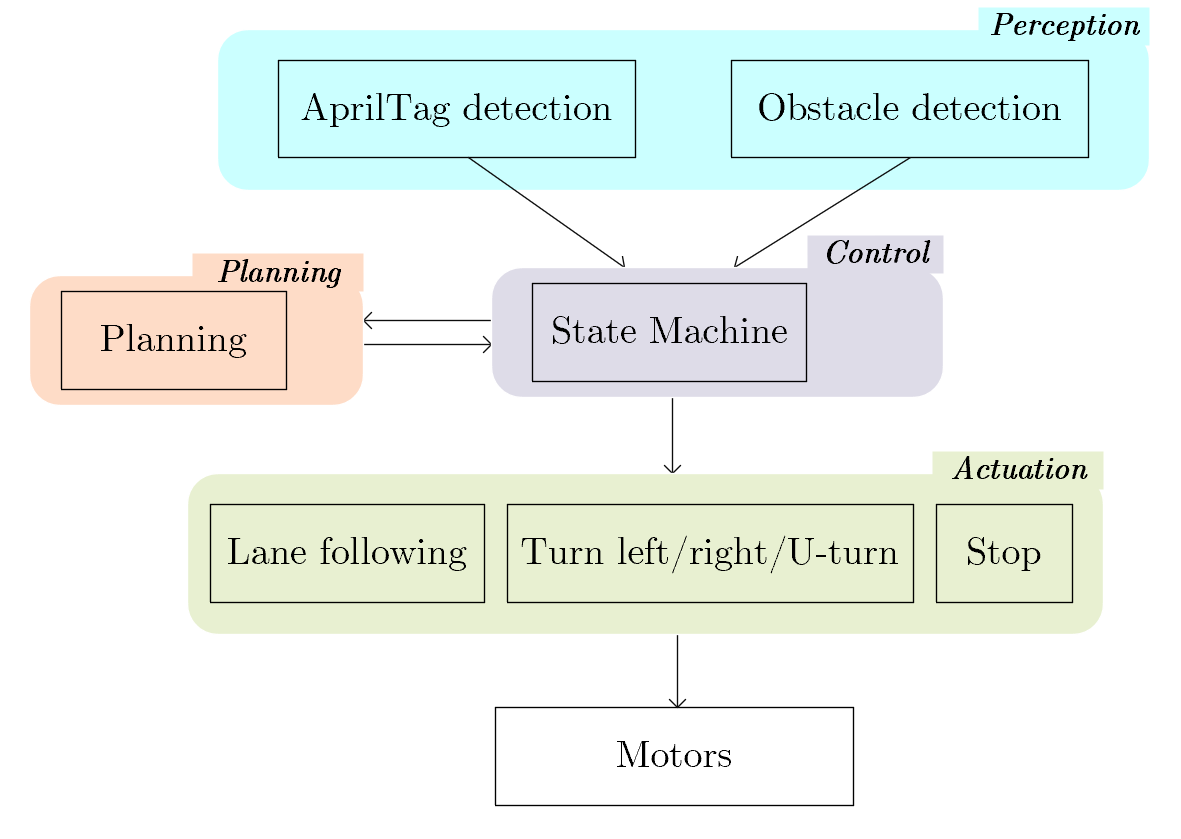 Perception
AprilTag detection
Obstacle detection
Control
Planning
Planning
State Machine
Actuation
Lane following
Turn left/right/U-turn
Stop
Motors